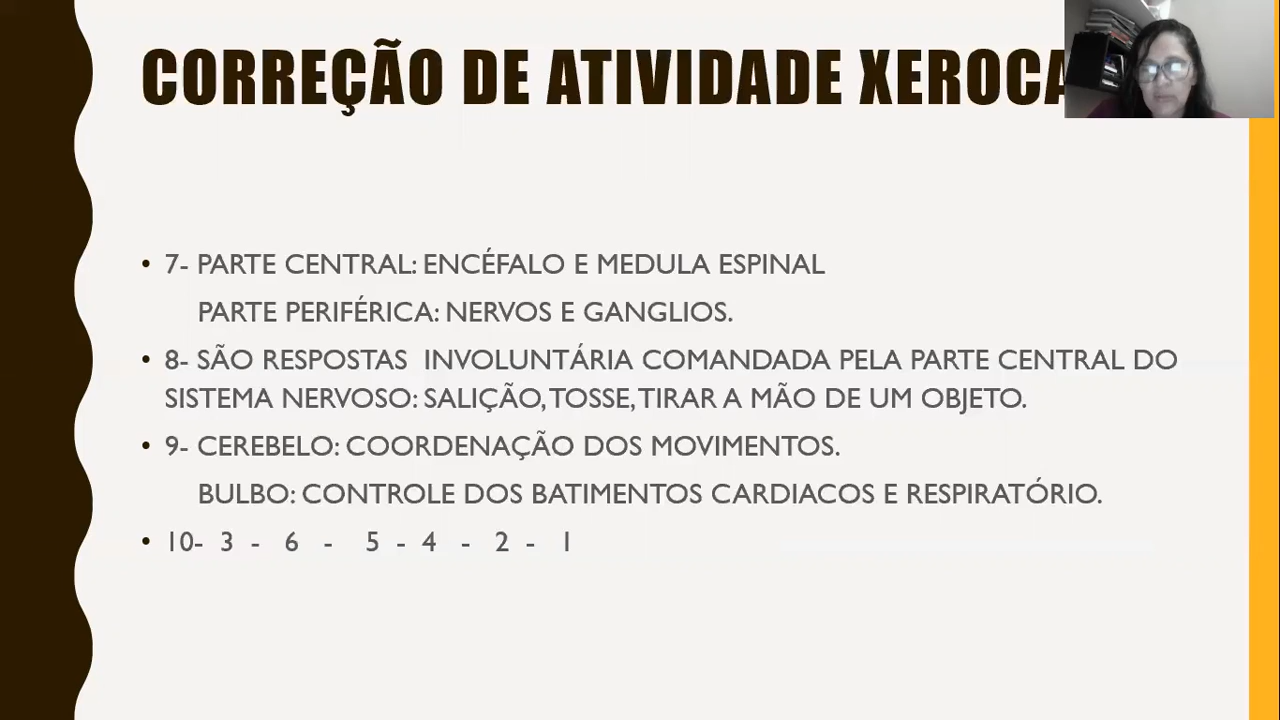 CORREÇÃO DE ATIVIDADE XEROCA
• 7- PARTE CENTRAL: ENCÉFALO E MEDULA ESPINAL
PARTE PERIFÉRICA: NERVOS E GANGLIOS.
• 8- SÃO RESPOSTAS INVOLUNTÁRIA COMANDADA PELA PARTE CENTRAL DO
SISTEMA NERVOSO: SALIÇÃO, TOSSE, TIRAR A MÃO DE UM OBJETO.
• 9- CEREBELO: COORDENAÇÃO DOS MOVIMENTOS.
BULBO: CONTROLE DOS BATIMENTOS CARDIACOS E RESPIRATÓRIO.
• 10- 3 - 6 - 5 - 4 - 2 - 1